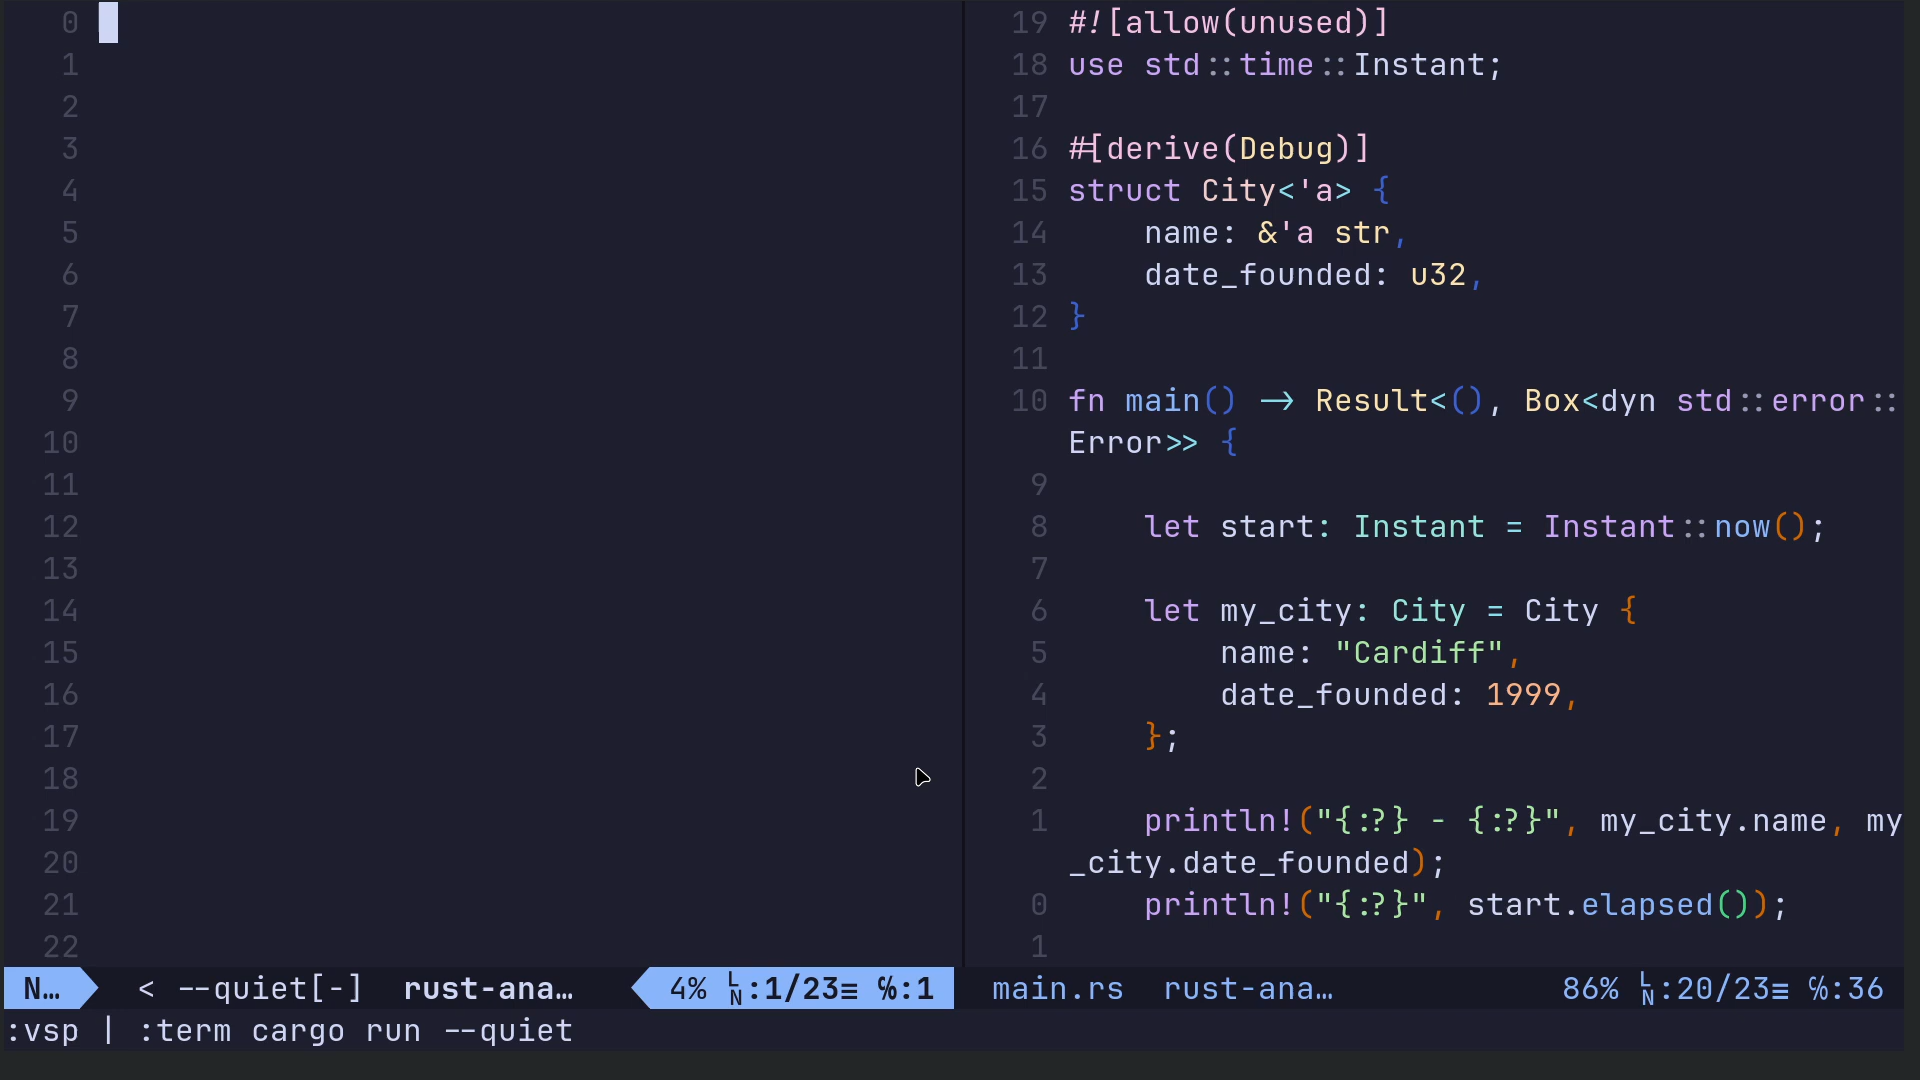 0
1
2
3
4
5
6
7
8
9
10
11
12
13
14
15
16
17
18
19
20
21
22
19 #![allow(unused)]
18 use std::time::Instant;
17
16 #[derive(Debug)]
15 struct City<'a> {
14     name: &'a str,
13     date_founded: u32,
12 }
11
10 fn main() -> Result<(), Box<dyn std::error::
Error>> {
9
8     let start: Instant = Instant::now();
7
6     let my_city: City = City {
5         name: "Cardiff",
4         date_founded: 1999,
3     };
2
1     println!("{:?} - {:?}", my_city.name, my
_city.date_founded);
0     println!("{:?}", start.elapsed());
1
N… < --quiet[-] rust-ana… 4% LN:1/23≡ ℅:1
main.rs rust-ana… 86% LN:20/23≡ ℅:36
:vsp | :term cargo run --quiet